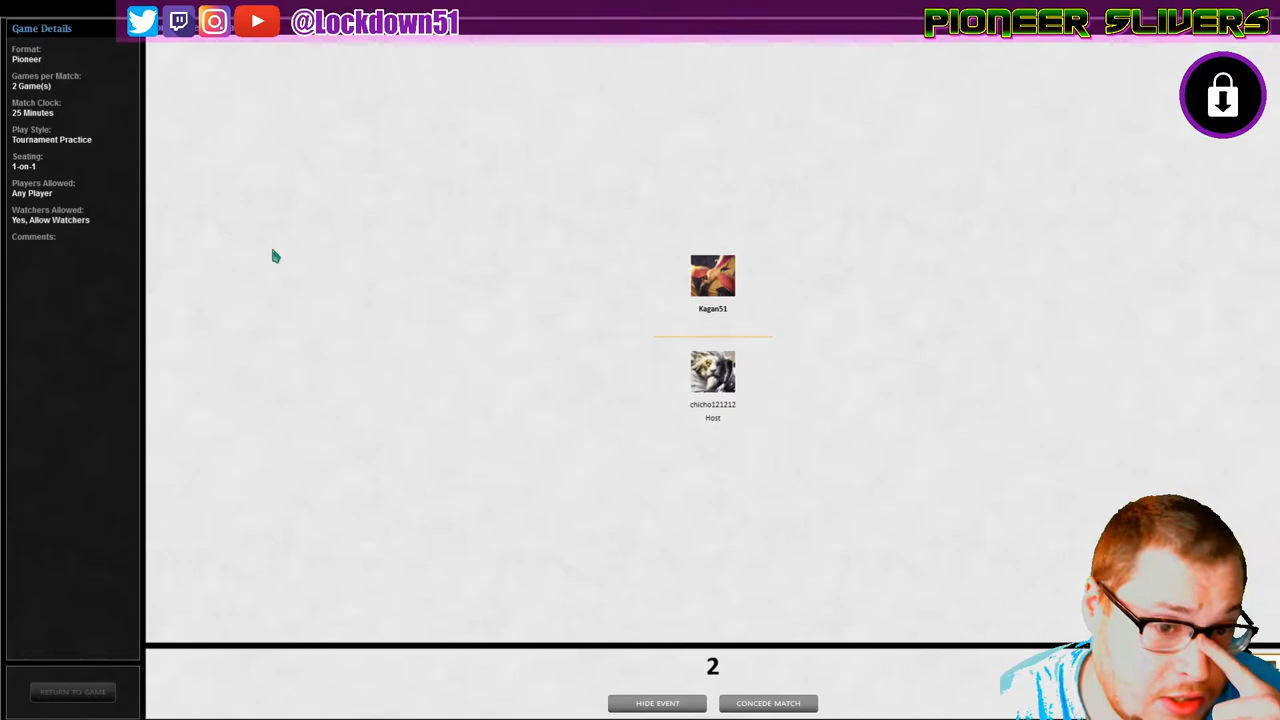 @Lockdown51
PIONEER SLIVERS
Game Details
Format:
Pioneer
Games per Match:
2 Game(s)
Match Clock:
25 Minutes
Play Style:
Tournament Practice
Seating:
1-on-1
Players Allowed:
Any Player
Watchers Allowed:
Yes, Allow Watchers
Comments:
Kagan51
chicho121212
Host
2
RETURN TO GAME
HIDE EVENT
CONCEDE MATCH